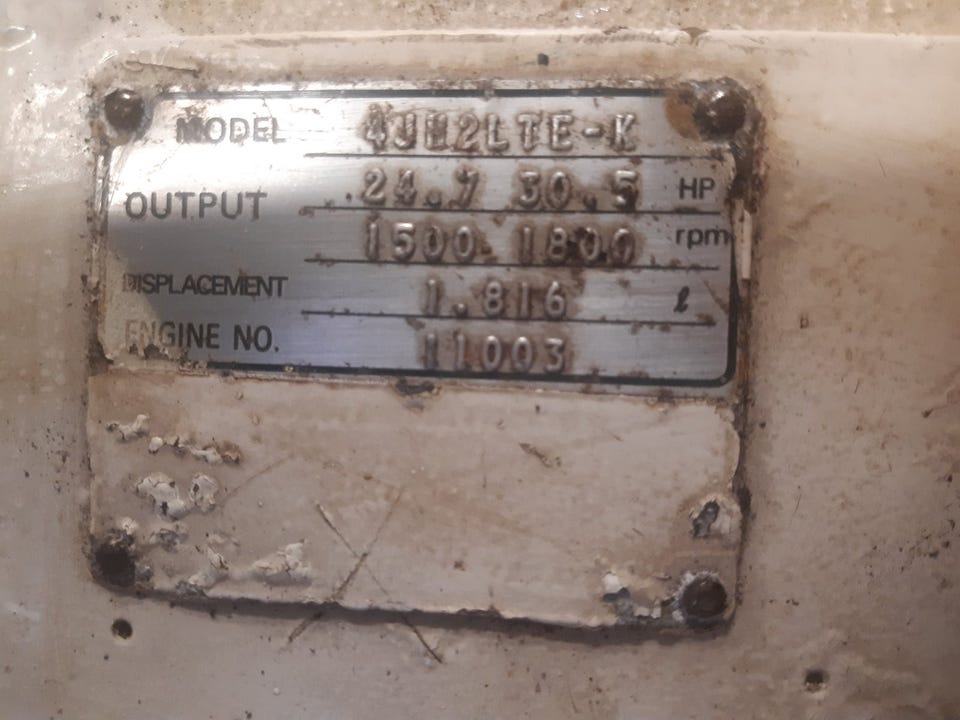 MODEL 4JH2LTE-K
OUTPUT 24.7 30.5 HP
1500 1800 rpm
DISPLACEMENT 1.816 ℓ
ENGINE NO. 11003